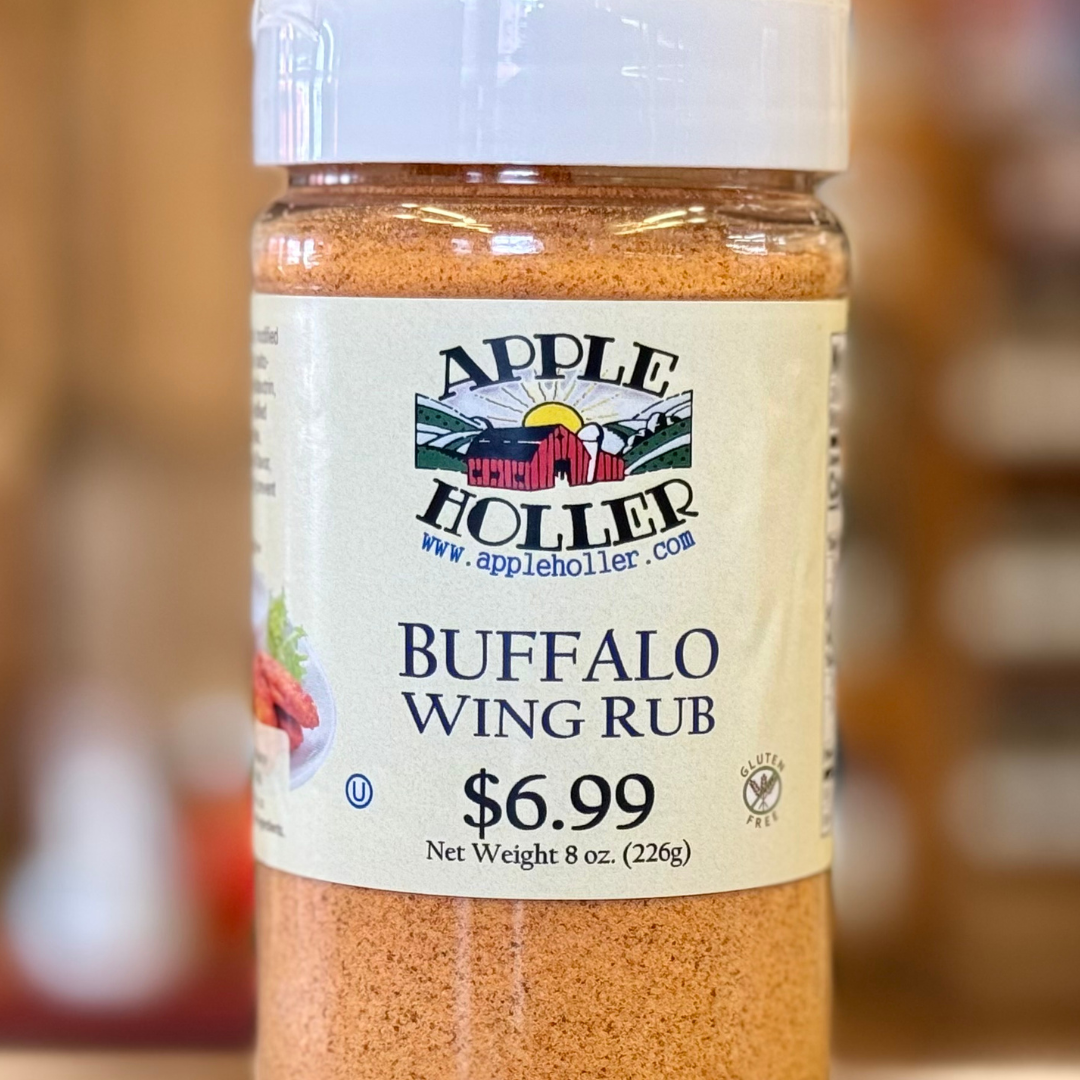 APPLE
HOLLER
www.appleholler.com
BUFFALO
WING RUB
U
$6.99
GLUTEN
FREE
Net Weight 8 oz. (226g)